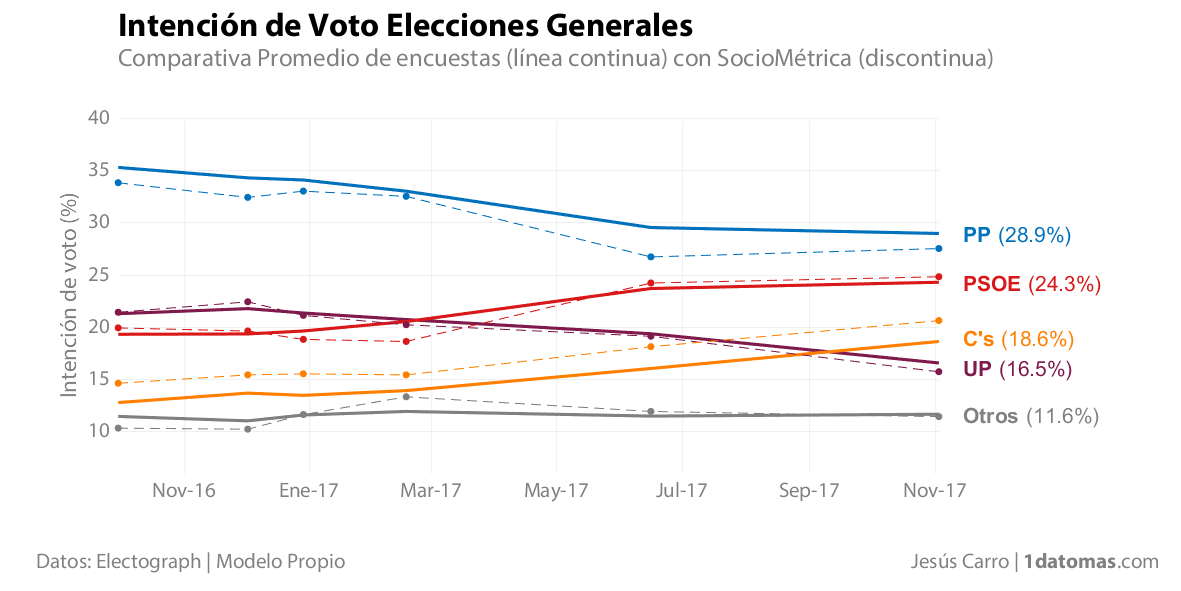 Intención de Voto Elecciones Generales
Comparativa Promedio de encuestas (línea continua) con SocioMétrica (discontinua)
Intención de voto (%)
40
35
30
25
20
15
10
PP (28.9%)
PSOE (24.3%)
C's (18.6%)
UP (16.5%)
Otros (11.6%)
Nov-16 Ene-17 Mar-17 May-17 Jul-17 Sep-17 Nov-17
Datos: Electograph | Modelo Propio
Jesús Carro | 1datomas.com